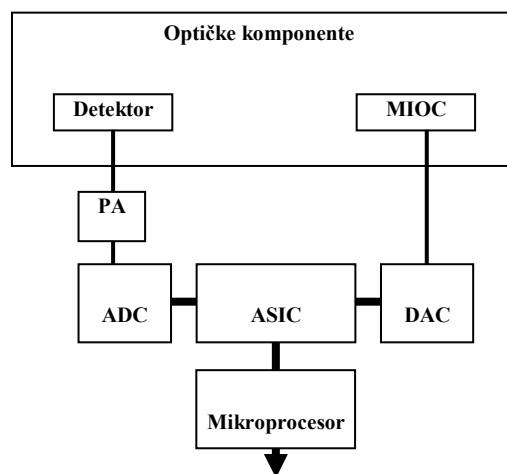 Optičke komponente
Detektor
MIOC
PA
ADC
ASIC
DAC
Mikroprocesor